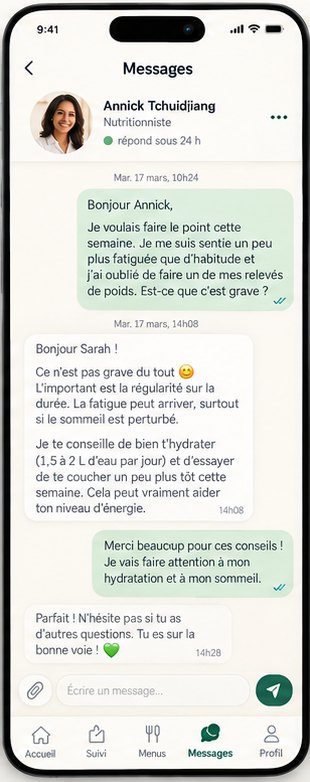 9:41
Messages
Annick Tchuidjiang
Nutritionniste
répond sous 24 h
Mar. 17 mars, 10h24
Bonjour Annick,
Je voulais faire le point cette
semaine. Je me suis sentie un peu
plus fatiguée que d'habitude et
j'ai oublié de faire un de mes relevés
de poids. Est-ce que c'est grave ?
Mar. 17 mars, 14h08
Bonjour Sarah !
Ce n'est pas grave du tout 😊
L'important est la régularité sur la
durée. La fatigue peut arriver, surtout
si le sommeil est perturbé.
Je te conseille de bien t'hydrater
(1,5 à 2 L d'eau par jour) et d'essayer
de te coucher un peu plus tôt cette
semaine. Cela peut vraiment aider
ton niveau d'énergie.
14h08
Merci beaucup pour ces conseils !
Je vais faire attention à mon
hydratation et à mon sommeil.
Parfait ! N'hésite pas si tu as
d'autres questions. Tu es sur la
bonne voie ! 💚
14h28
Écrire un message...
Accueil
Suivi
Menus
Messages
Profil